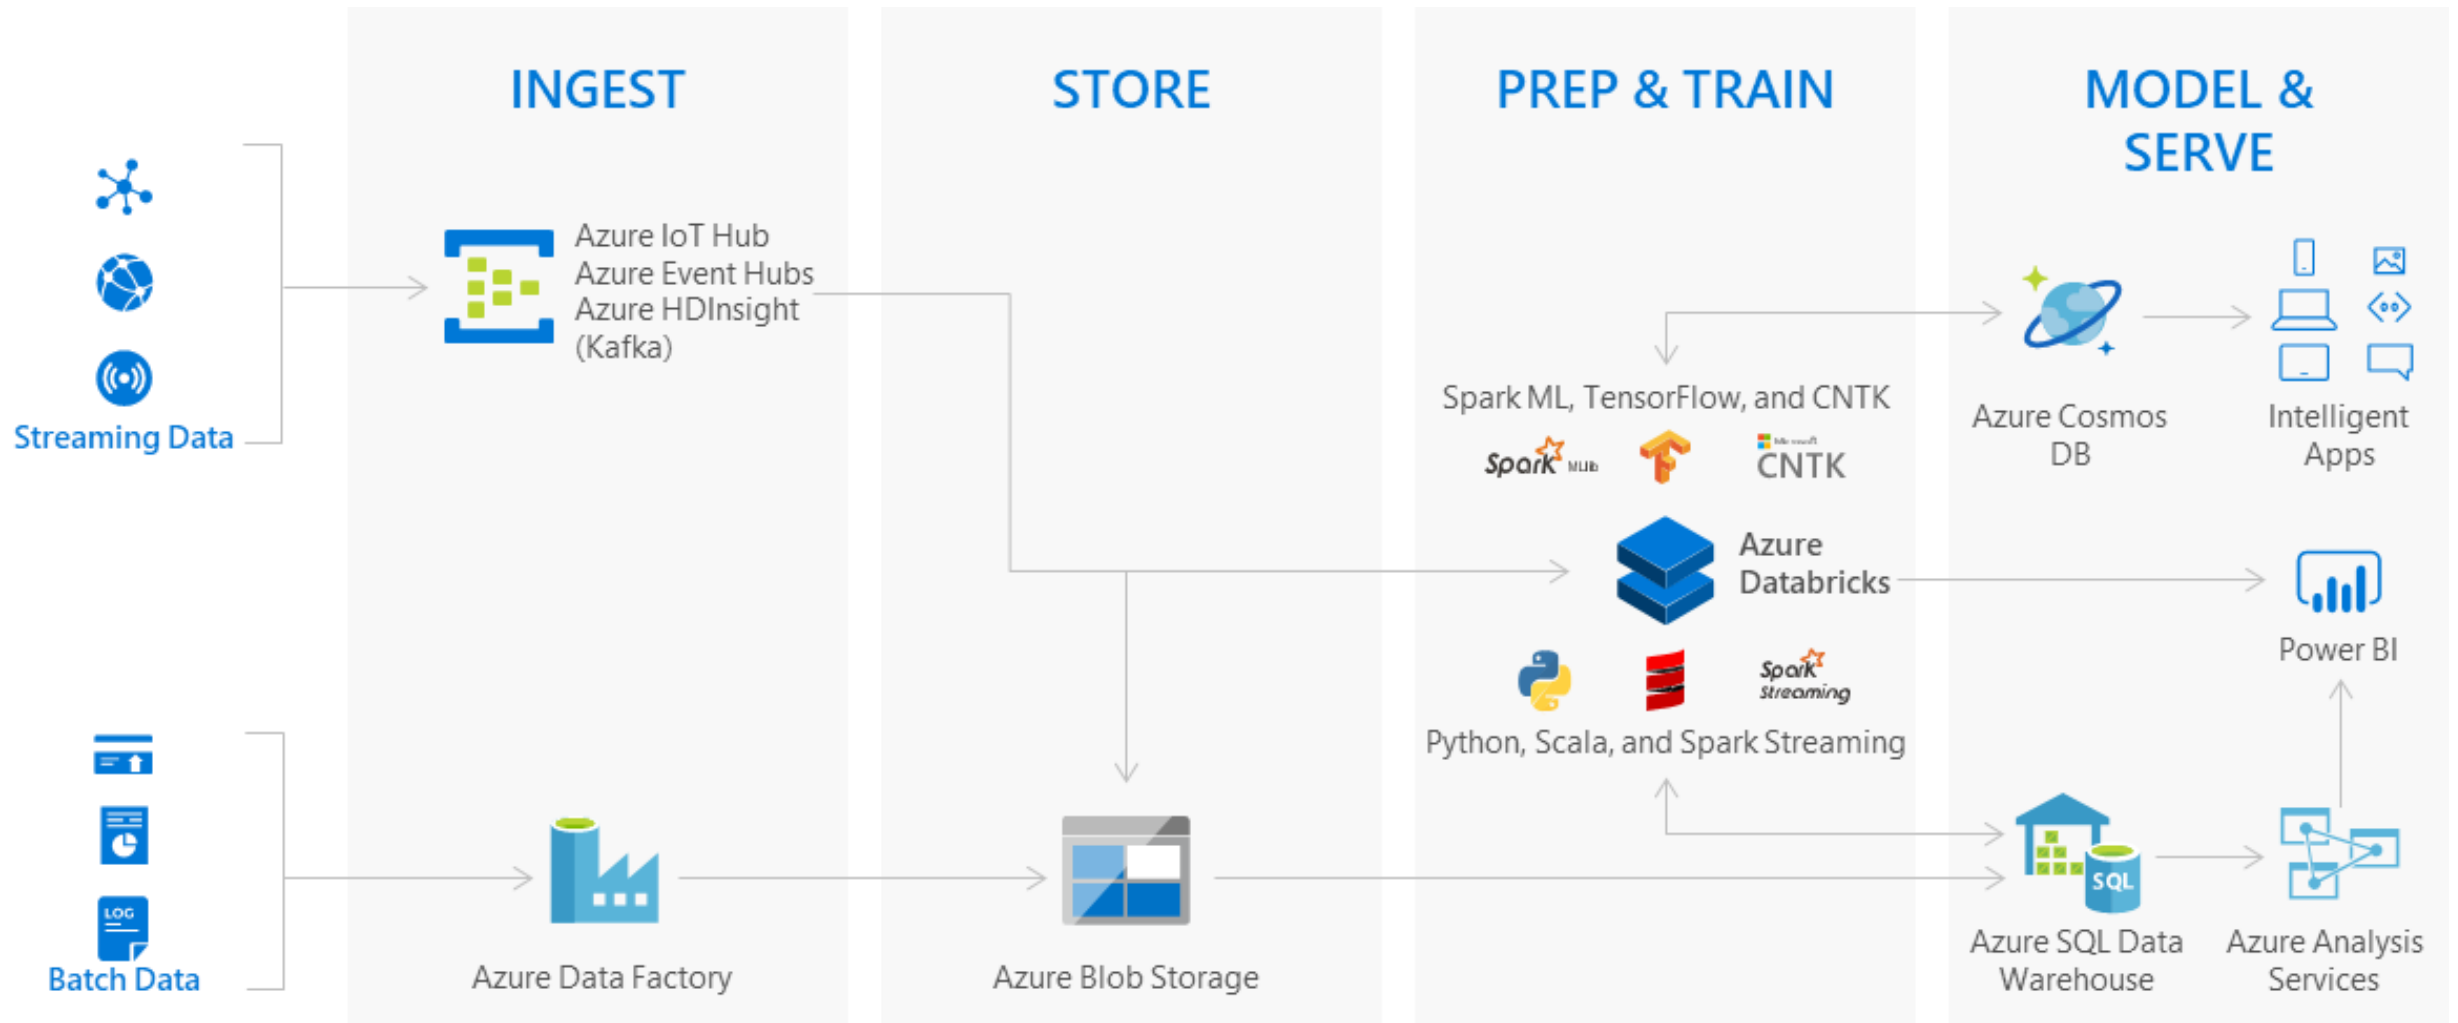 INGEST
STORE
PREP & TRAIN
MODEL &
SERVE
Streaming Data
Azure IoT Hub
Azure Event Hubs
Azure HDInsight
(Kafka)
Spark ML, TensorFlow, and CNTK
Spark MLlib
Microsoft
CNTK
Azure Cosmos
DB
Intelligent
Apps
Azure
Databricks
Power BI
Spark
Streaming
Python, Scala, and Spark Streaming
LOG
Batch Data
Azure Data Factory
Azure Blob Storage
SQL
Azure SQL Data
Warehouse
Azure Analysis
Services